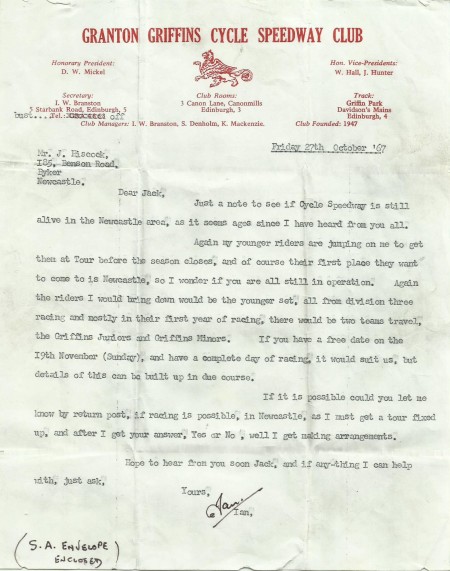 GRANTON GRIFFINS CYCLE SPEEDWAY CLUB
Honorary President:
D. W. Mickel
Hon. Vice-Presidents:
W. Hall, J. Hunter
Secretary:
I. W. Branston
3 Starbank Road, Edinburgh, 5
bust.... Tel. off
Club Rooms:
3 Canon Lane, Canonmills
Edinburgh, 3
Track:
Griffin Park
Davidson's Mains
Edinburgh, 4
Club Managers: I. W. Branston, S. Denholm, K. Mackenzie.
Club Founded: 1947
Friday 27th October '67
Mr. J. Hiscock,
185, Benson Road,
Byker
Newcastle.
Dear Jack,
Just a note to see if Cycle Speedway is still
alive in the Newcastle area, as it seems ages since I have heard from you all.
Again my younger riders are jumping on me to get
then at Tour before the season closes, and of course their first place they want
to come to is Newcastle, so I wonder if you are all still in operation. Again
the riders I would bring down would be the younger set, all from division three
racing and mostly in their first year of racing, there would be two teams travel,
the Griffins Juniors and Griffins Minors. If you have a free date on the
19th November (Sunday), and have a complete day of racing, it would suit us, but
details of this can be built up in due course.
If it is possible could you let me
know by return post, if racing is possible, in Newcastle, as I must get a tour fixed
up, and after I get your answer, Yes or No , well I get making arrangements.
Hope to hear from you soon Jack, and if any-thing I can help
with, just ask.
Yours,
Ian
Ian.
(S.A. ENVELOPE
ENCLOSED)